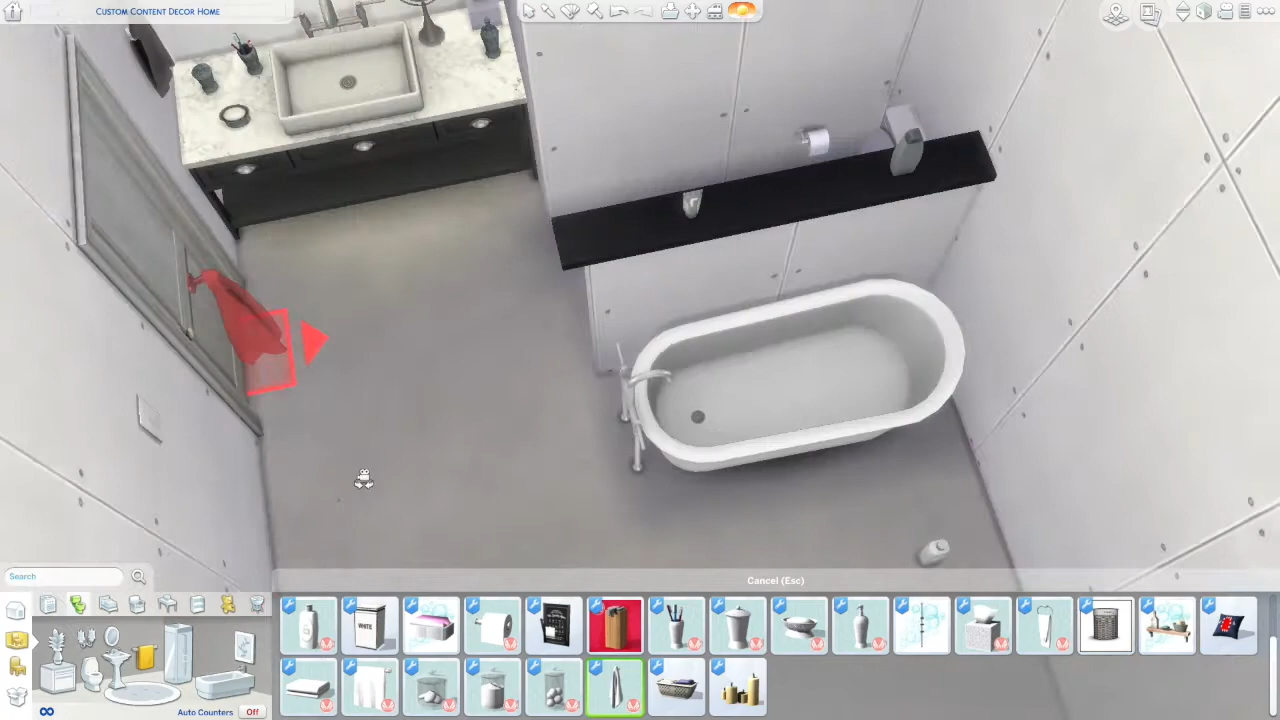 CUSTOM CONTENT DECOR HOME
Cancel (Esc)
Search
WHITE
Auto Counters Off